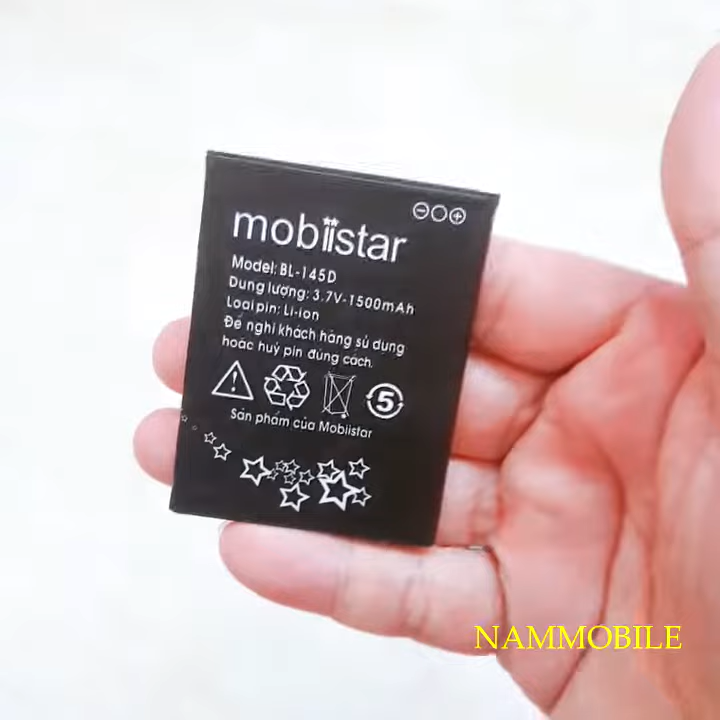 mobiistar
Model: BL-145D
Dung lượng: 3.7V-1500mAh
Loại pin: Li-ion
Đề nghị khách hàng sử dụng
hoặc huỷ pin đúng cách.
5
Sản phẩm của Mobiistar
NAMMOBILE